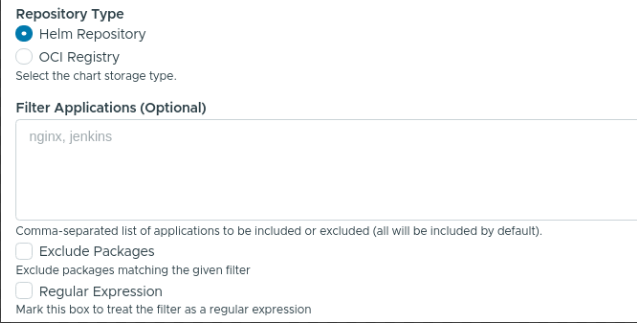 Repository Type
Helm Repository
OCI Registry
Select the chart storage type.
Filter Applications (Optional)
nginx, jenkins
Comma-separated list of applications to be included or excluded (all will be included by default).
Exclude Packages
Exclude packages matching the given filter
Regular Expression
Mark this box to treat the filter as a regular expression